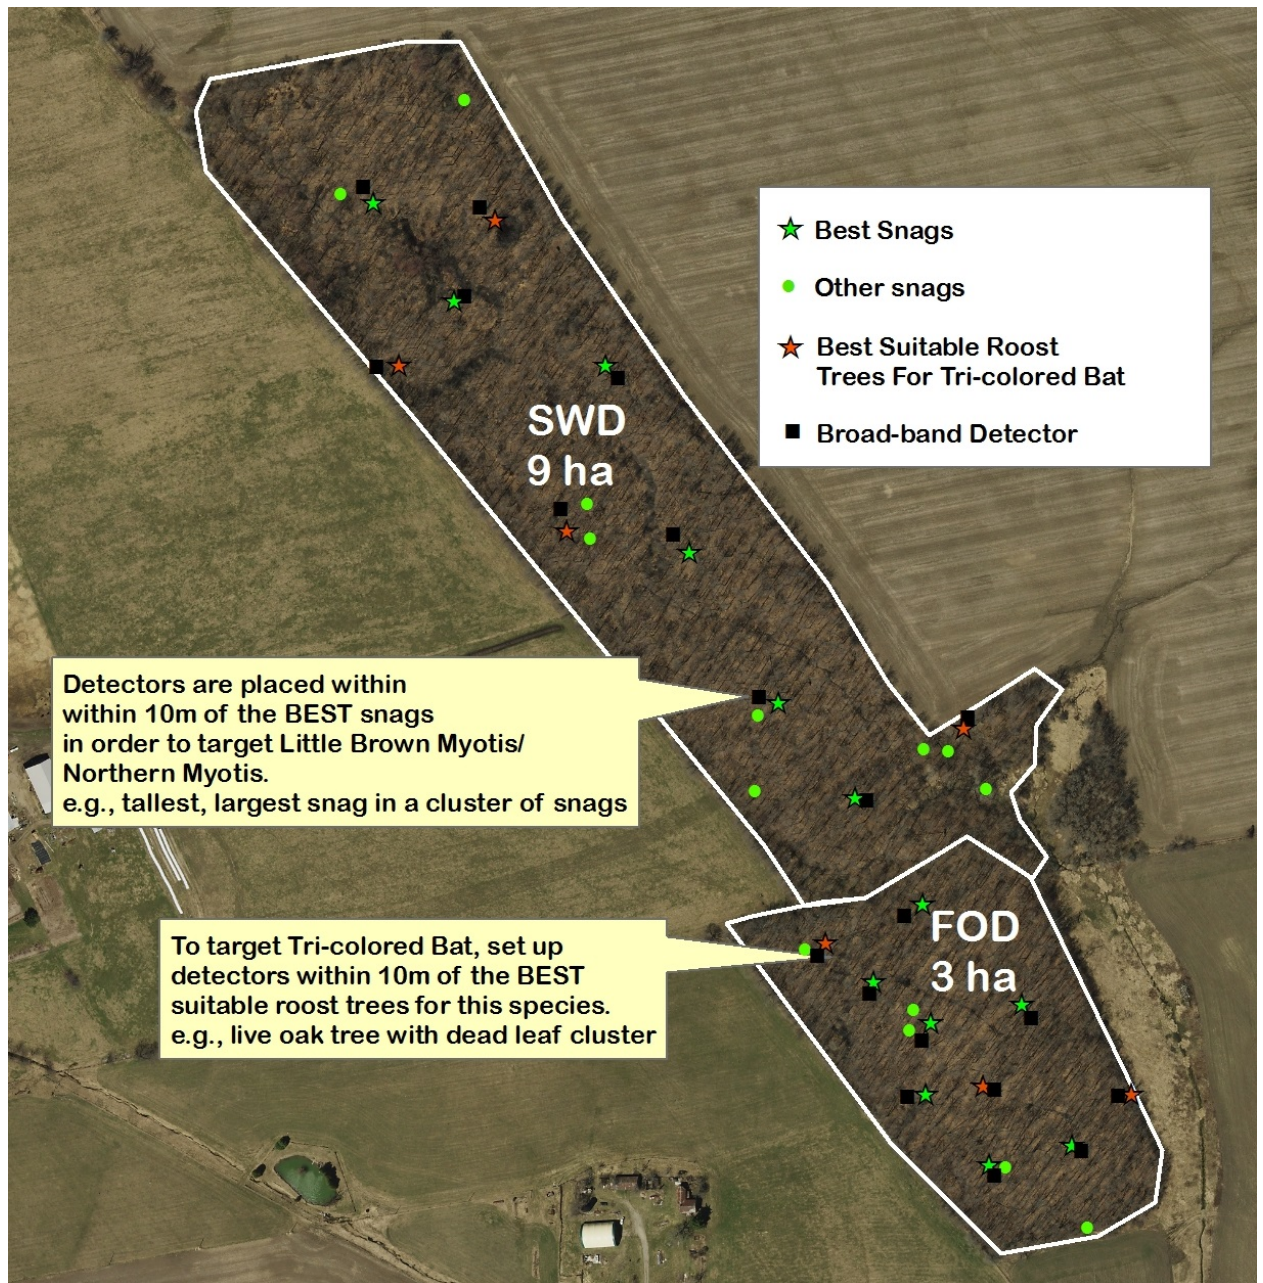 Best Snags
Other snags
Best Suitable Roost
Trees For Tri-colored Bat
Broad-band Detector
SWD
9 ha
Detectors are placed within
within 10m of the BEST snags
in order to target Little Brown Myotis/
Northern Myotis.
e.g., tallest, largest snag in a cluster of snags
FOD
3 ha
To target Tri-colored Bat, set up
detectors within 10m of the BEST
suitable roost trees for this species.
e.g., live oak tree with dead leaf cluster